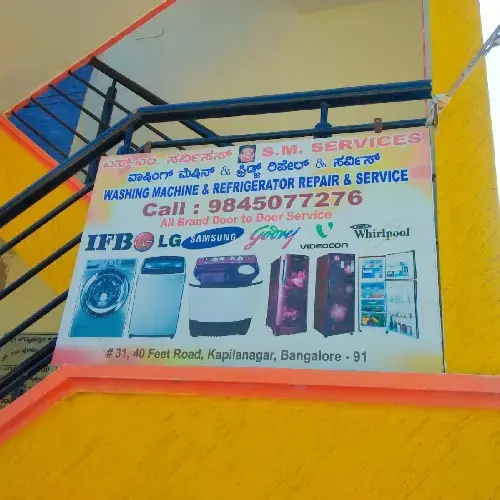 ಎಸ್.ಎಂ. ಸರ್ವಿಸಸ್ S.M. SERVICES
ವಾಷಿಂಗ್ ಮೆಷಿನ್ & ಫ್ರಿಡ್ಜ್ ರಿಪೇರ್ & ಸರ್ವಿಸ್
WASHING MACHINE & REFRIGERATOR REPAIR & SERVICE
Call : 9845077276
All Brand Door to Door Service
IFB LG SAMSUNG Godrej VIDEOCON Whirlpool
# 31, 40 Feet Road, Kapilanagar, Bangalore - 91